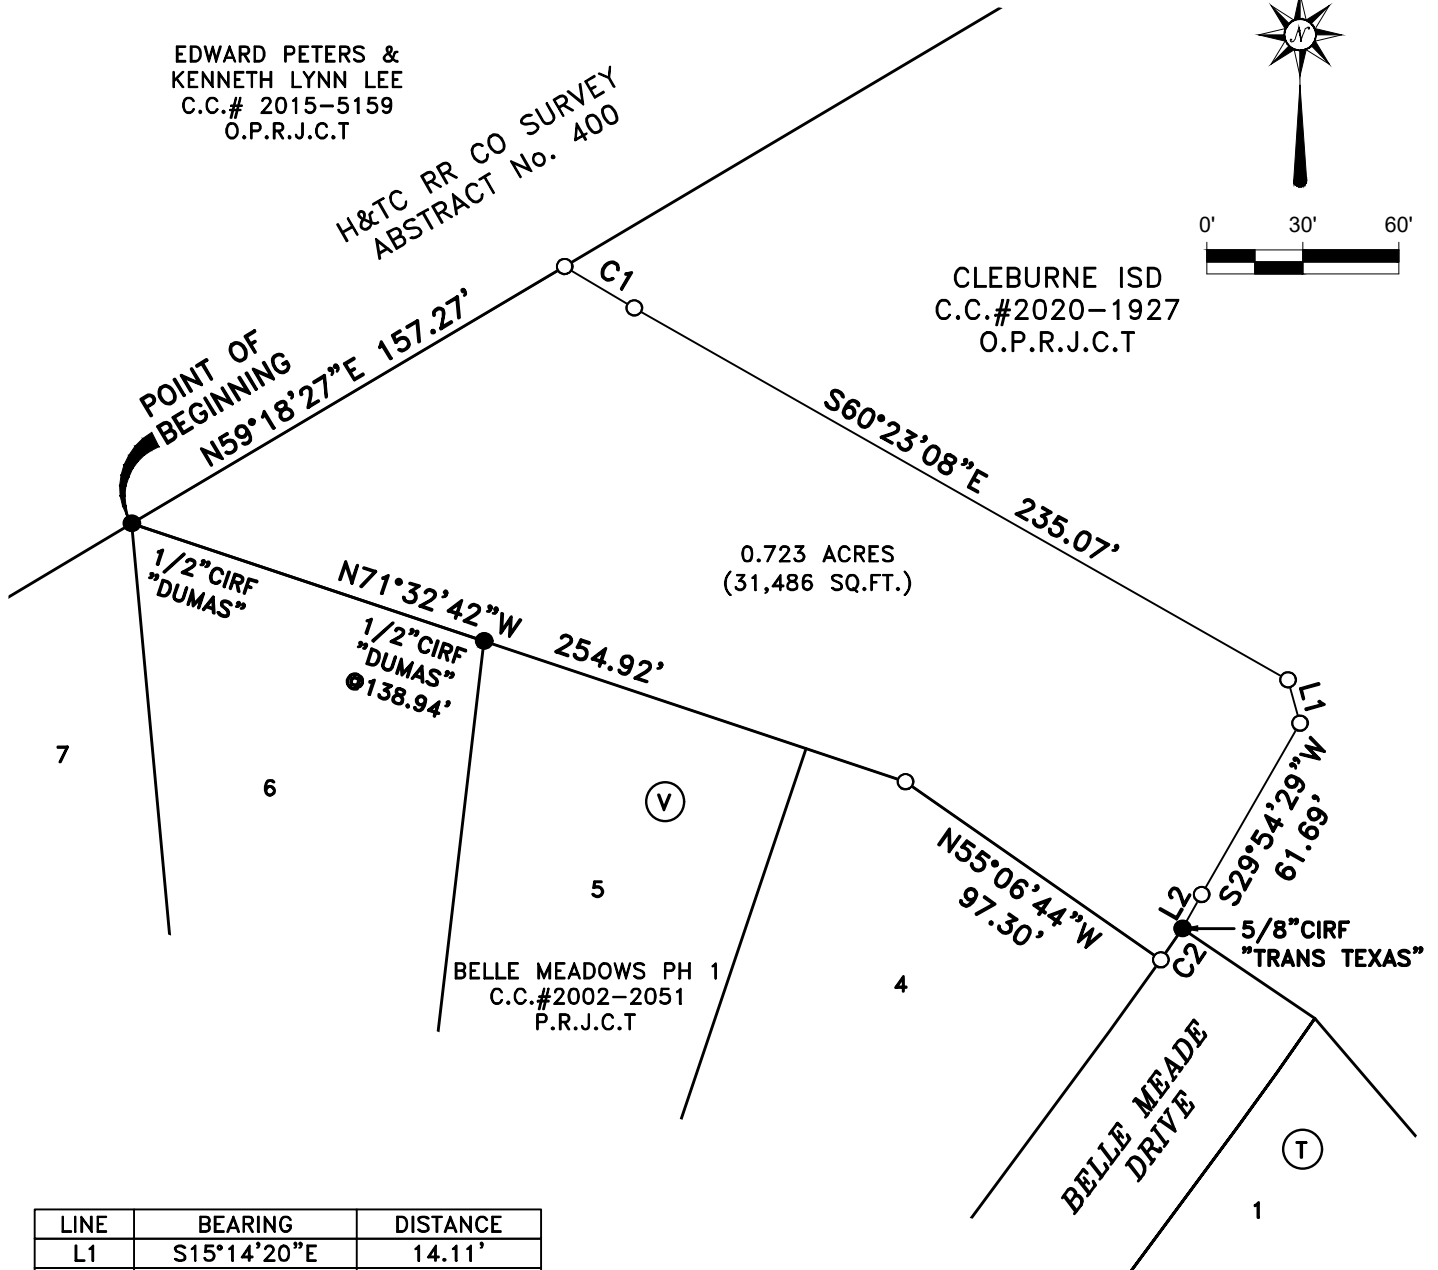 EDWARD PETERS &
KENNETH LYNN LEE
C.C.# 2015-5159
O.P.R.J.C.T
H&TC RR CO SURVEY
ABSTRACT No. 400
N
0' 30' 60'
CLEBURNE ISD
C.C.#2020-1927
O.P.R.J.C.T
C1
POINT OF
BEGINNING
N59°18'27"E 157.27'
S60°23'08"E 235.07'
0.723 ACRES
(31,486 SQ.FT.)
1/2"CIRF
"DUMAS"
N71°32'42"W 254.92'
1/2"CIRF
"DUMAS"
@138.94'
L1
S29°54'29"W
61.69'
7
6
V
5
N55°06'44"W
97.30'
L2
5/8"CIRF
"TRANS TEXAS"
C2
BELLE MEADOWS PH 1
C.C.#2002-2051
P.R.J.C.T
4
BELLE MEADE
DRIVE
T
1
LINE BEARING DISTANCE
L1 S15°14'20"E 14.11'